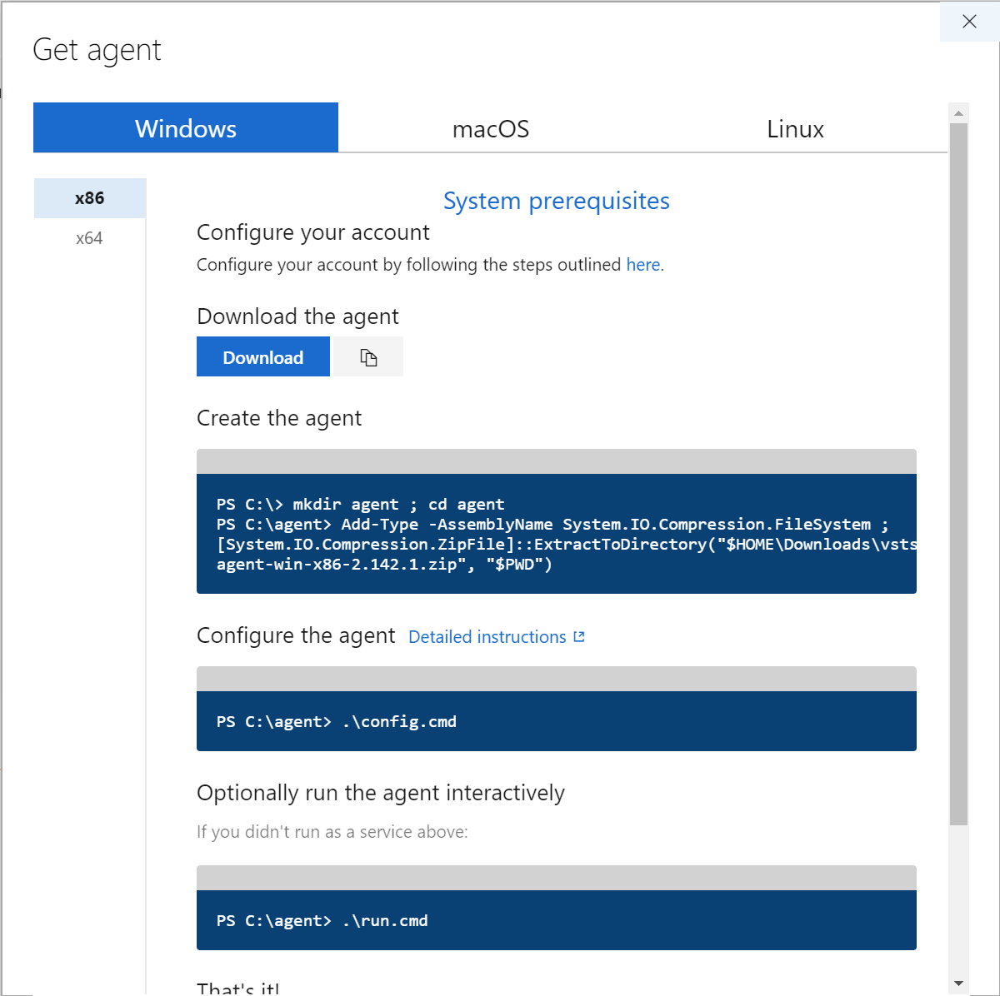 Get agent
Windows
macOS
Linux
x86
x64
System prerequisites
Configure your account
Configure your account by following the steps outlined here.
Download the agent
Download
Create the agent
PS C:\> mkdir agent ; cd agent
PS C:\agent> Add-Type -AssemblyName System.IO.Compression.FileSystem ;
[System.IO.Compression.ZipFile]::ExtractToDirectory("$HOME\Downloads\vsts
agent-win-x86-2.142.1.zip", "$PWD")
Configure the agent Detailed instructions
PS C:\agent> .\config.cmd
Optionally run the agent interactively
If you didn't run as a service above:
PS C:\agent> .\run.cmd
That's it!